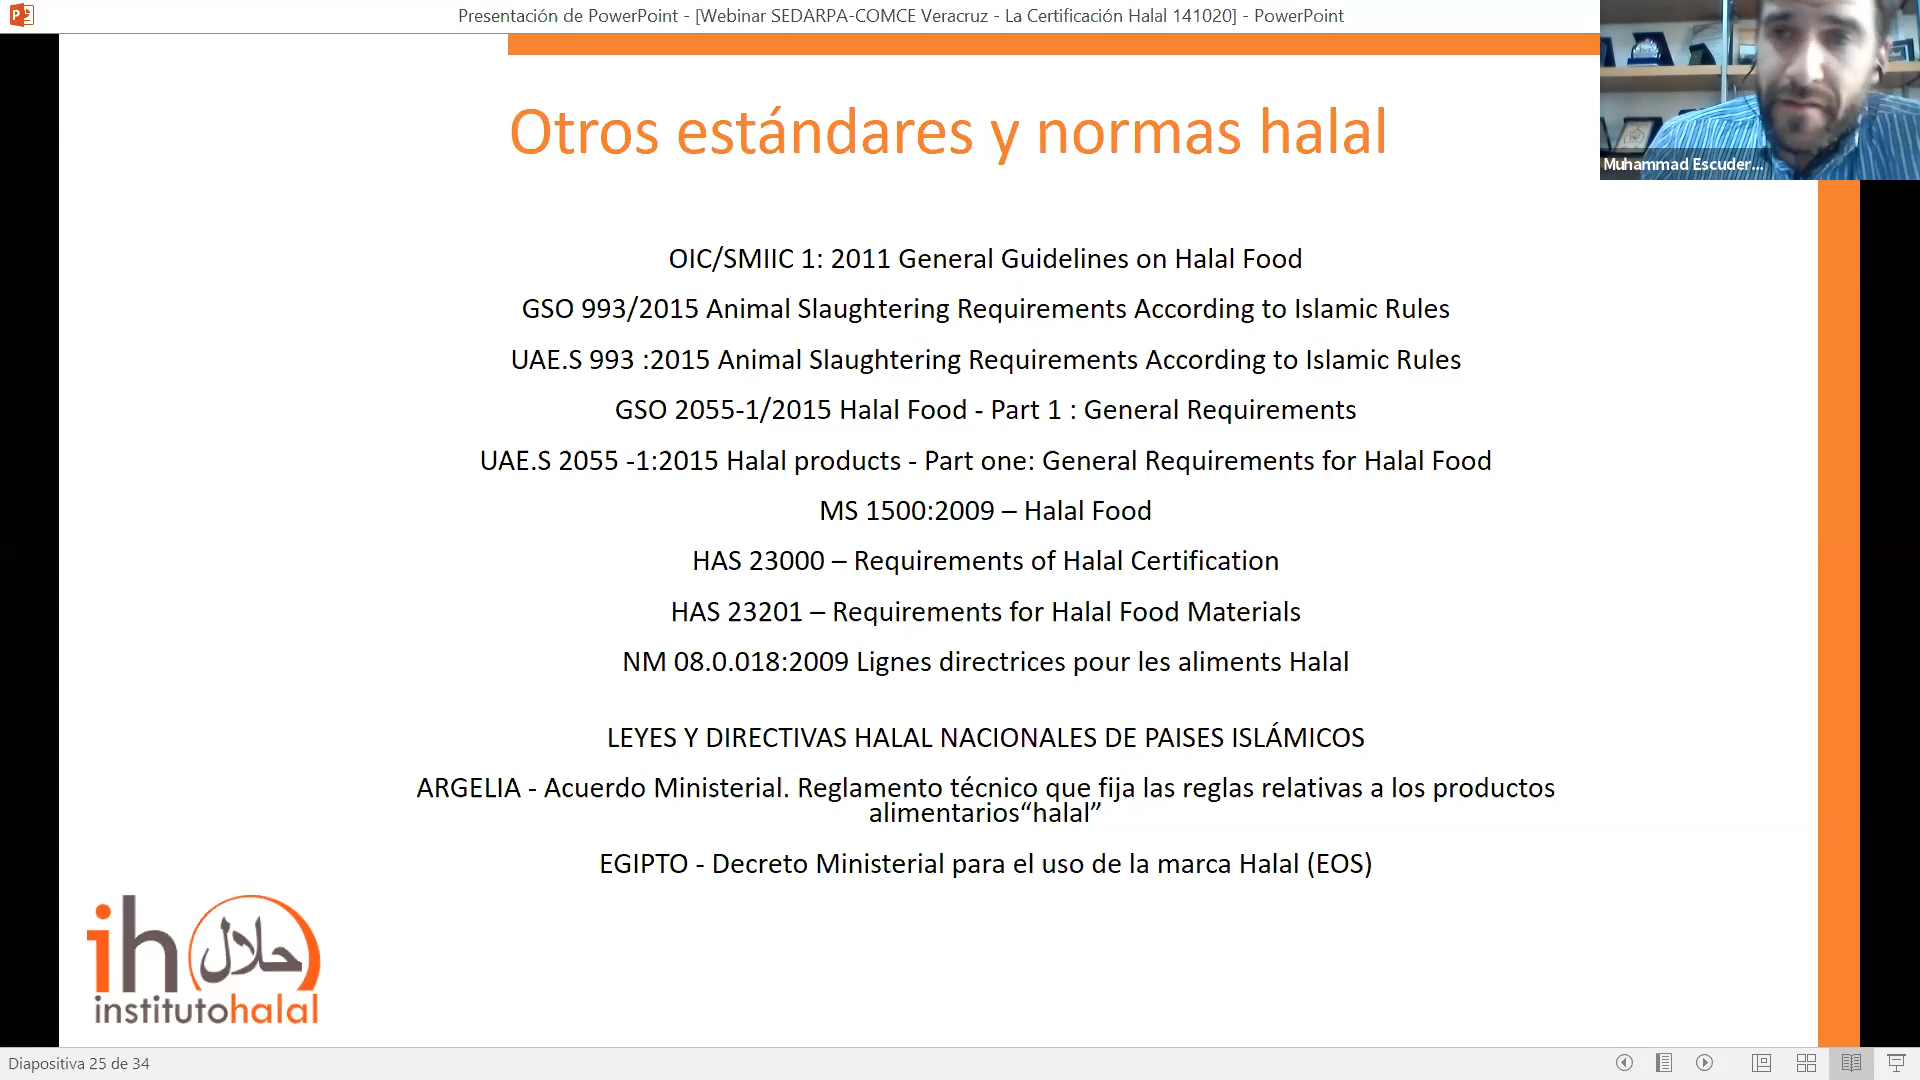 Presentación de PowerPoint - [Webinar SEDARPA-COMCE Veracruz - La Certificación Halal 141020] - PowerPoint
Muhammad Escuder...
Otros estándares y normas halal
OIC/SMIIC 1: 2011 General Guidelines on Halal Food
GSO 993/2015 Animal Slaughtering Requirements According to Islamic Rules
UAE.S 993 :2015 Animal Slaughtering Requirements According to Islamic Rules
GSO 2055-1/2015 Halal Food - Part 1 : General Requirements
UAE.S 2055 -1:2015 Halal products - Part one: General Requirements for Halal Food
MS 1500:2009 – Halal Food
HAS 23000 – Requirements of Halal Certification
HAS 23201 – Requirements for Halal Food Materials
NM 08.0.018:2009 Lignes directrices pour les aliments Halal
LEYES Y DIRECTIVAS HALAL NACIONALES DE PAISES ISLÁMICOS
ARGELIA - Acuerdo Ministerial. Reglamento técnico que fija las reglas relativas a los productos
alimentarios“halal”
EGIPTO - Decreto Ministerial para el uso de la marca Halal (EOS)
ih حلال
institutohalal
Diapositiva 25 de 34